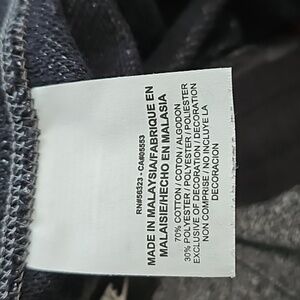 RN#56323 - CA#05553
MADE IN MALAYSIA/FABRIQUE EN
MALAISIE/HECHO EN MALASIA
70% COTTON / COTON / ALGODON
30% POLYESTER / POLYESTER / POLIESTER
EXCLUSIVE OF DECORATION / DECORATION
NON COMPRISE / NO INCLUYE LA
DECORACION